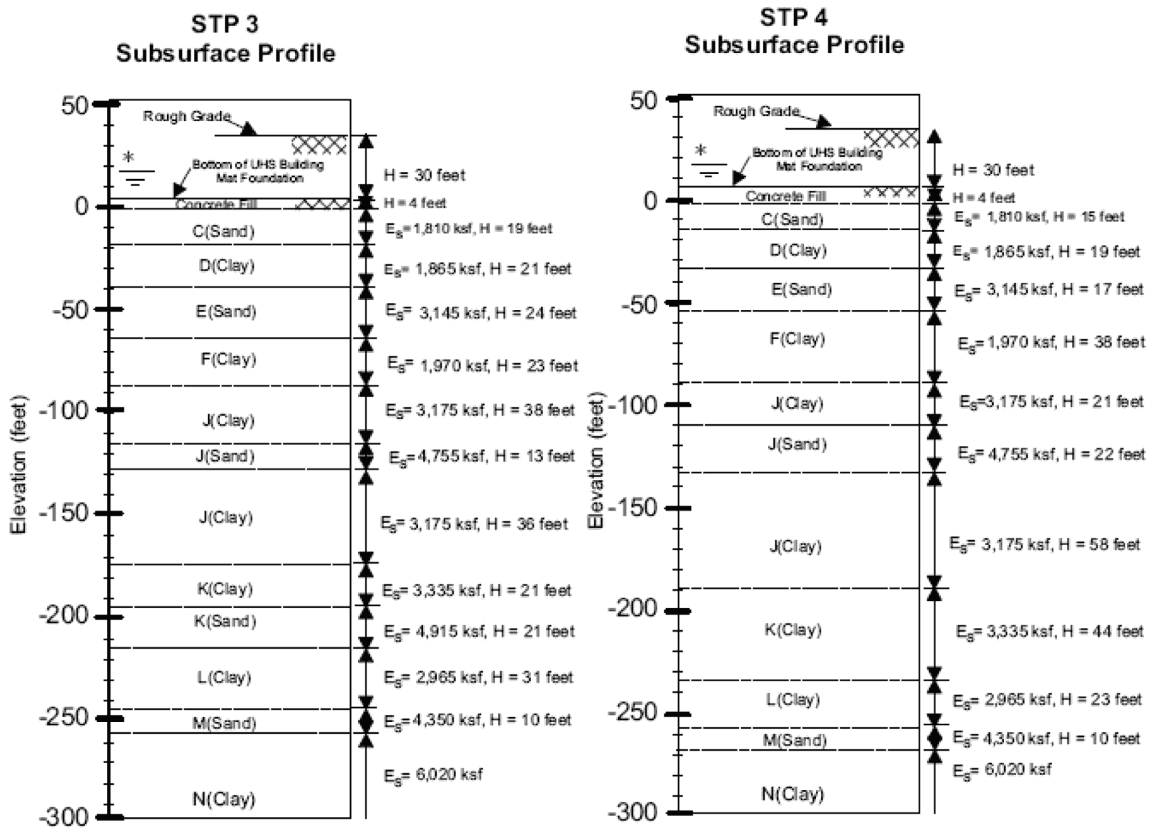 STP 3
Subsurface Profile
50
0
-50
-100
-150
-200
-250
-300
Elevation (feet)
Rough Grade
*
Bottom of UHS Building
Mat Foundation
Concrete Fill
C(Sand)
D(Clay)
E(Sand)
F(Clay)
J(Clay)
J(Sand)
J(Clay)
K(Clay)
K(Sand)
L(Clay)
M(Sand)
N(Clay)
H = 30 feet
H = 4 feet
Es= 1,810 ksf, H = 19 feet
Es= 1,865 ksf, H = 21 feet
Es= 3,145 ksf, H = 24 feet
Es= 1,970 ksf, H = 23 feet
Es= 3,175 ksf, H = 38 feet
Es= 4,755 ksf, H = 13 feet
Es= 3,175 ksf, H = 36 feet
Es= 3,335 ksf, H = 21 feet
Es= 4,915 ksf, H = 21 feet
Es= 2,965 ksf, H = 31 feet
Es= 4,350 ksf, H = 10 feet
Es= 6,020 ksf
STP 4
Subsurface Profile
50
0
-50
-100
-150
-200
-250
-300
Elevation (feet)
Rough Grade
*
Bottom of UHS Building
Mat Foundation
Concrete Fill
C(Sand)
D(Clay)
E(Sand)
F(Clay)
J(Clay)
J(Sand)
J(Clay)
K(Clay)
L(Clay)
M(Sand)
N(Clay)
H = 30 feet
H = 4 feet
Es= 1,810 ksf, H = 15 feet
Es= 1,865 ksf, H = 19 feet
Es= 3,145 ksf, H = 17 feet
Es= 1,970 ksf, H = 38 feet
Es=3,175 ksf, H = 21 feet
Es= 4,755 ksf, H = 22 feet
Es= 3,175 ksf, H = 58 feet
Es= 3,335 ksf, H = 44 feet
Es= 2,965 ksf, H = 23 feet
Es= 4,350 ksf, H = 10 feet
Es= 6,020 ksf